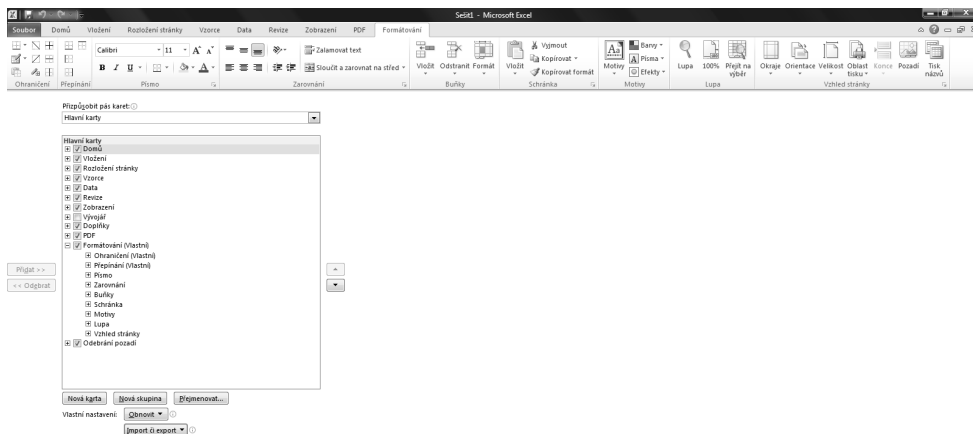 Sešit1 - Microsoft Excel
Soubor Domů Vložení Rozložení stránky Vzorce Data Revize Zobrazení PDF Formátování
Calibri 11 A A Zalamovat text Vyjmout Barvy
Kopírovat Písma
B I U A Sloučit a zarovnat na střed Vložit Odstranit Formát Vložit Kopírovat formát Motivy Efekty Lupa 100% Přejít na výběr Okraje Orientace Velikost Oblast tisku Konce Pozadí Tisk názvů
Ohraničení Přepínání Písmo Zarovnání Buňky Schránka Motivy Lupa Vzhled stránky
Přizpůsobit pás karet:
Hlavní karty
Hlavní karty
Domů
Vložení
Rozložení stránky
Vzorce
Data
Revize
Zobrazení
Vývojář
Doplňky
PDF
Formátování (Vlastní)
Ohraničení (Vlastní)
Přepínání (Vlastní)
Písmo
Zarovnání
Buňky
Schránka
Motivy
Lupa
Vzhled stránky
Odebrání pozadí
Přidat >>
<< Odebrat
Nová karta Nová skupina Přejmenovat...
Vlastní nastavení: Obnovit
Import či export